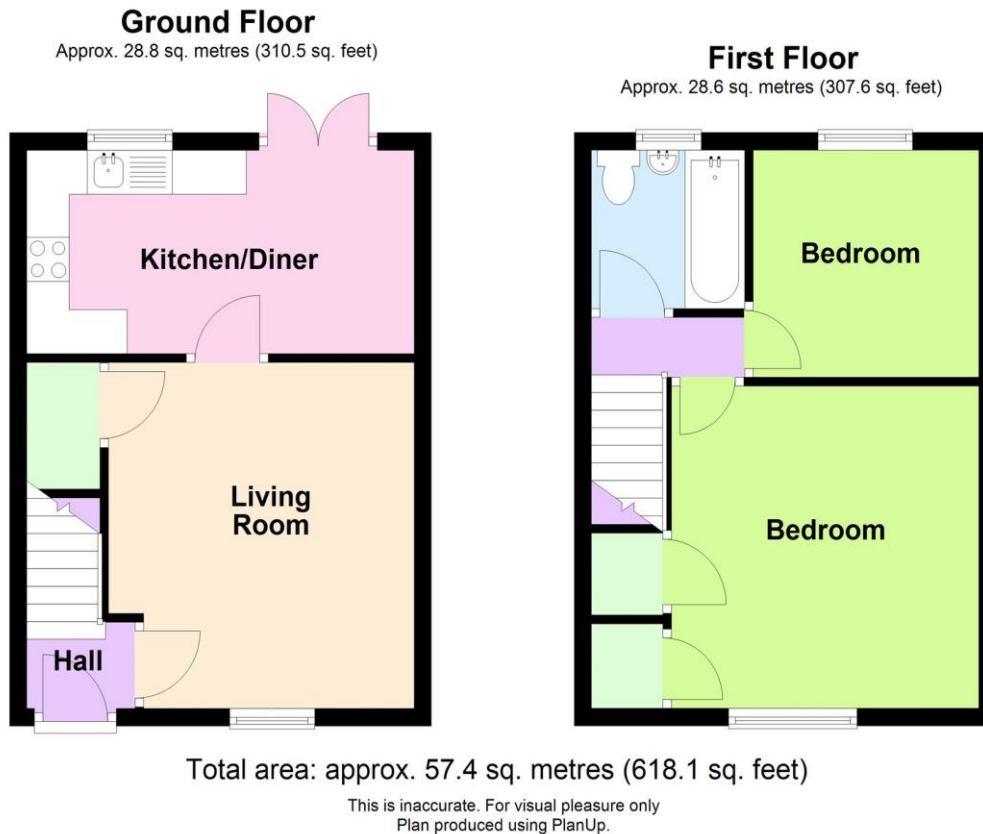 Ground Floor
Approx. 28.8 sq. metres (310.5 sq. feet)
Kitchen/Diner
Living
Room
Hall
First Floor
Approx. 28.6 sq. metres (307.6 sq. feet)
Bedroom
Bedroom
Total area: approx. 57.4 sq. metres (618.1 sq. feet)
This is inaccurate. For visual pleasure only
Plan produced using PlanUp.